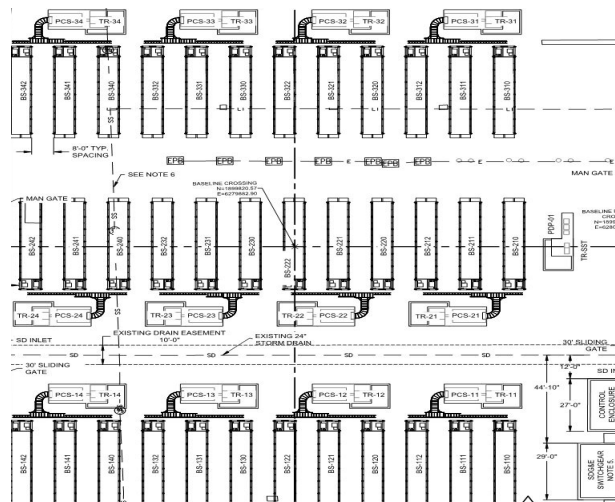 PCS-34 TR-34 PCS-33 TR-33 PCS-32 TR-32 PCS-31 TR-31
BS-342 BS-341 BS-340 BS-332 BS-331 BS-330 BS-322 BS-321 BS-320 BS-312 BS-311 BS-310
SS
8'-0" TYP.
SPACING
EPB EPB EPB EPB EPB EPB EPB
E E
SEE NOTE 6
MAN GATE
BASELINE CROSSING
MAN GATE
SS
BS-242 BS-241 BS-240 BS-232 BS-231 BS-230 BS-222 BS-221 BS-220 BS-212 BS-211 BS-210
PDP-01
TR-SST
SS
TR-24 PCS-24 TR-23 PCS-23 TR-22 PCS-22 TR-21 PCS-21
EXISTING DRAIN EASEMENT
10'-0"
EXISTING 24"
STORM DRAIN
SD INLET
30' SLIDING
GATE
SD SD SD SD
30' SLIDING
GATE
12'-0"
44'-10"
27'-0"
29'-0"
CONTROL
ENCLOSURE
SDG&E
SWITCHGEAR
PCS-14 TR-14 PCS-13 TR-13 PCS-12 TR-12 PCS-11 TR-11
BS-142 BS-141 BS-140 BS-132 BS-131 BS-130 BS-122 BS-121 BS-120 BS-112 BS-111 BS-110